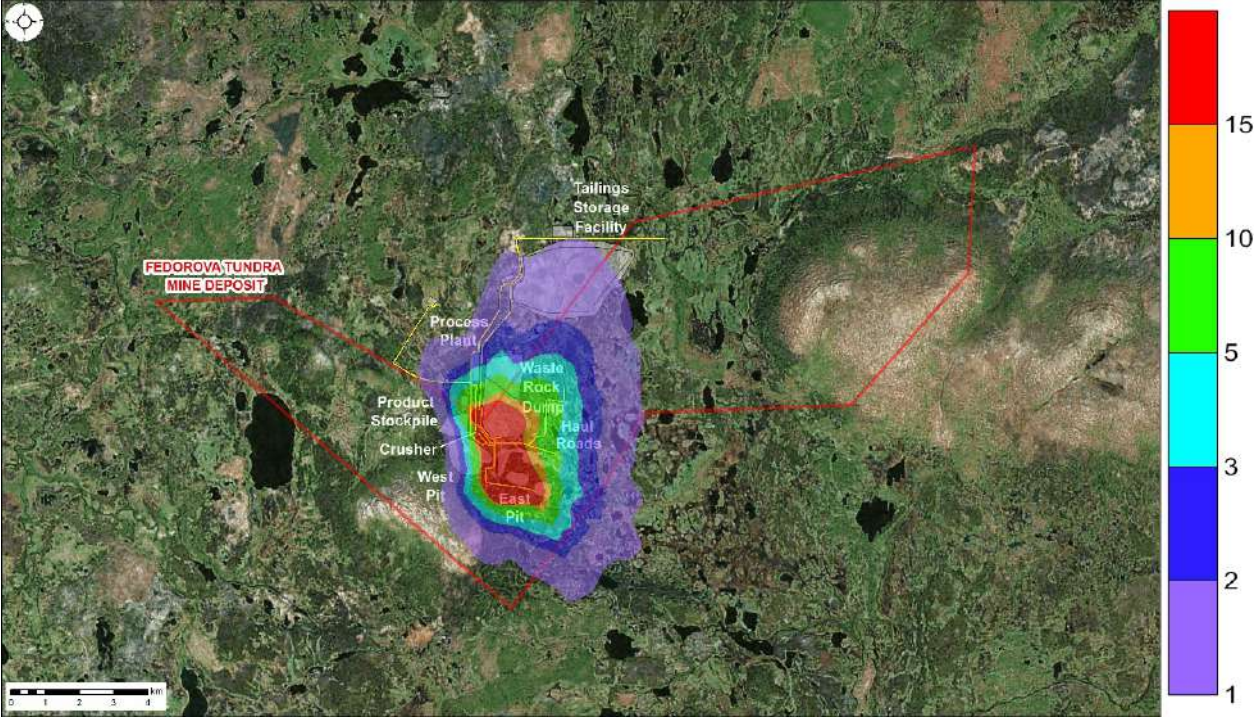 Tailings
Storage
Facility
FEDOROVA TUNDRA
MINE DEPOSIT
Process
Plant
Waste
Rock
Dump
Product
Stockpile
Haul
Roads
Crusher
West
Pit
East
Pit
km
0 1 2 3 4
15
10
5
3
2
1